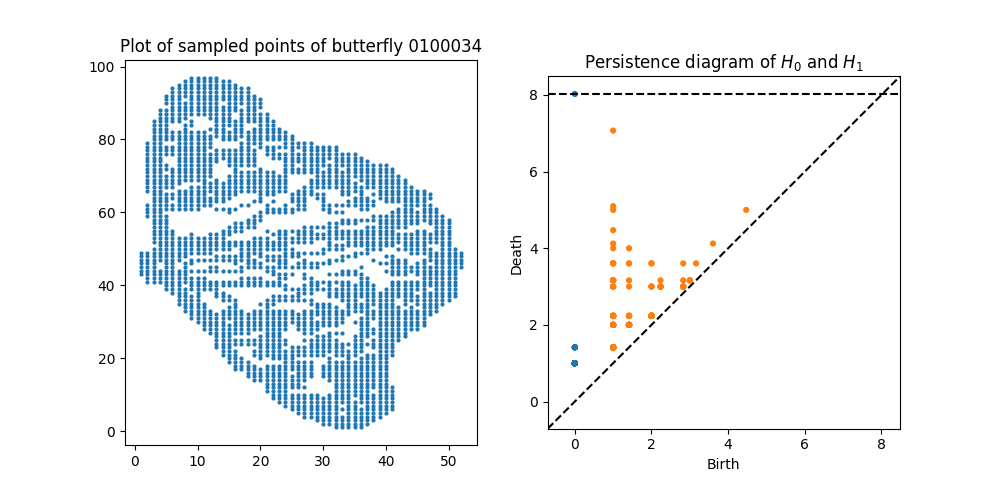 Plot of sampled points of butterfly 0100034
100
80
60
40
20
0
0 10 20 30 40 50
Persistence diagram of H₀ and H₁
8
6
4
2
0
Death
0 2 4 6 8
Birth